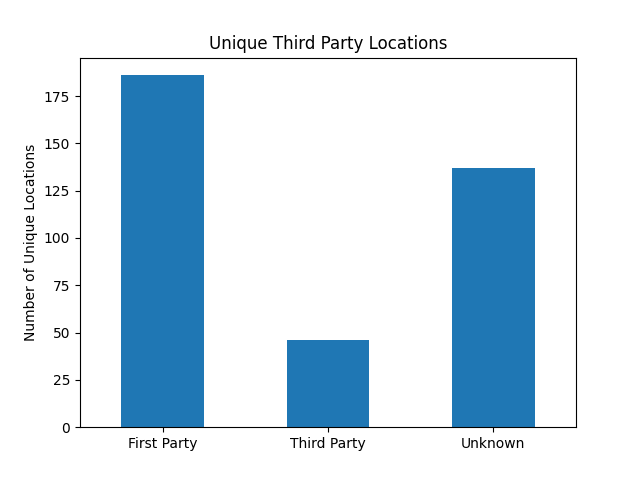 Unique Third Party Locations
Number of Unique Locations
175
150
125
100
75
50
25
0
First Party
Third Party
Unknown